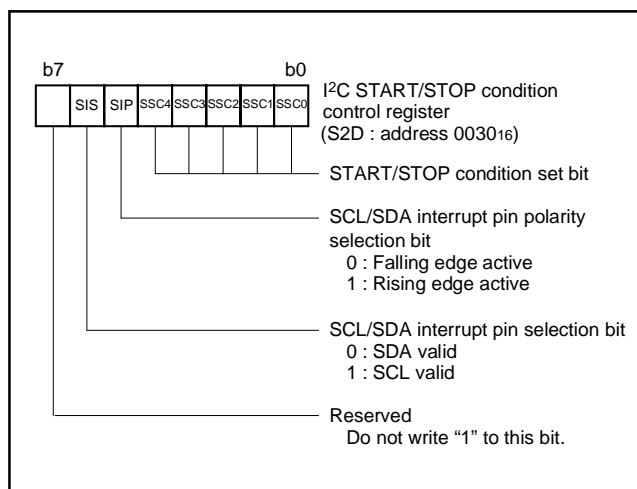 b7 b0
SIS SIP SSC4 SSC3 SSC2 SSC1 SSC0
I2C START/STOP condition
control register
(S2D : address 003016)
START/STOP condition set bit
SCL/SDA interrupt pin polarity
selection bit
0 : Falling edge active
1 : Rising edge active
SCL/SDA interrupt pin selection bit
0 : SDA valid
1 : SCL valid
Reserved
Do not write “1” to this bit.